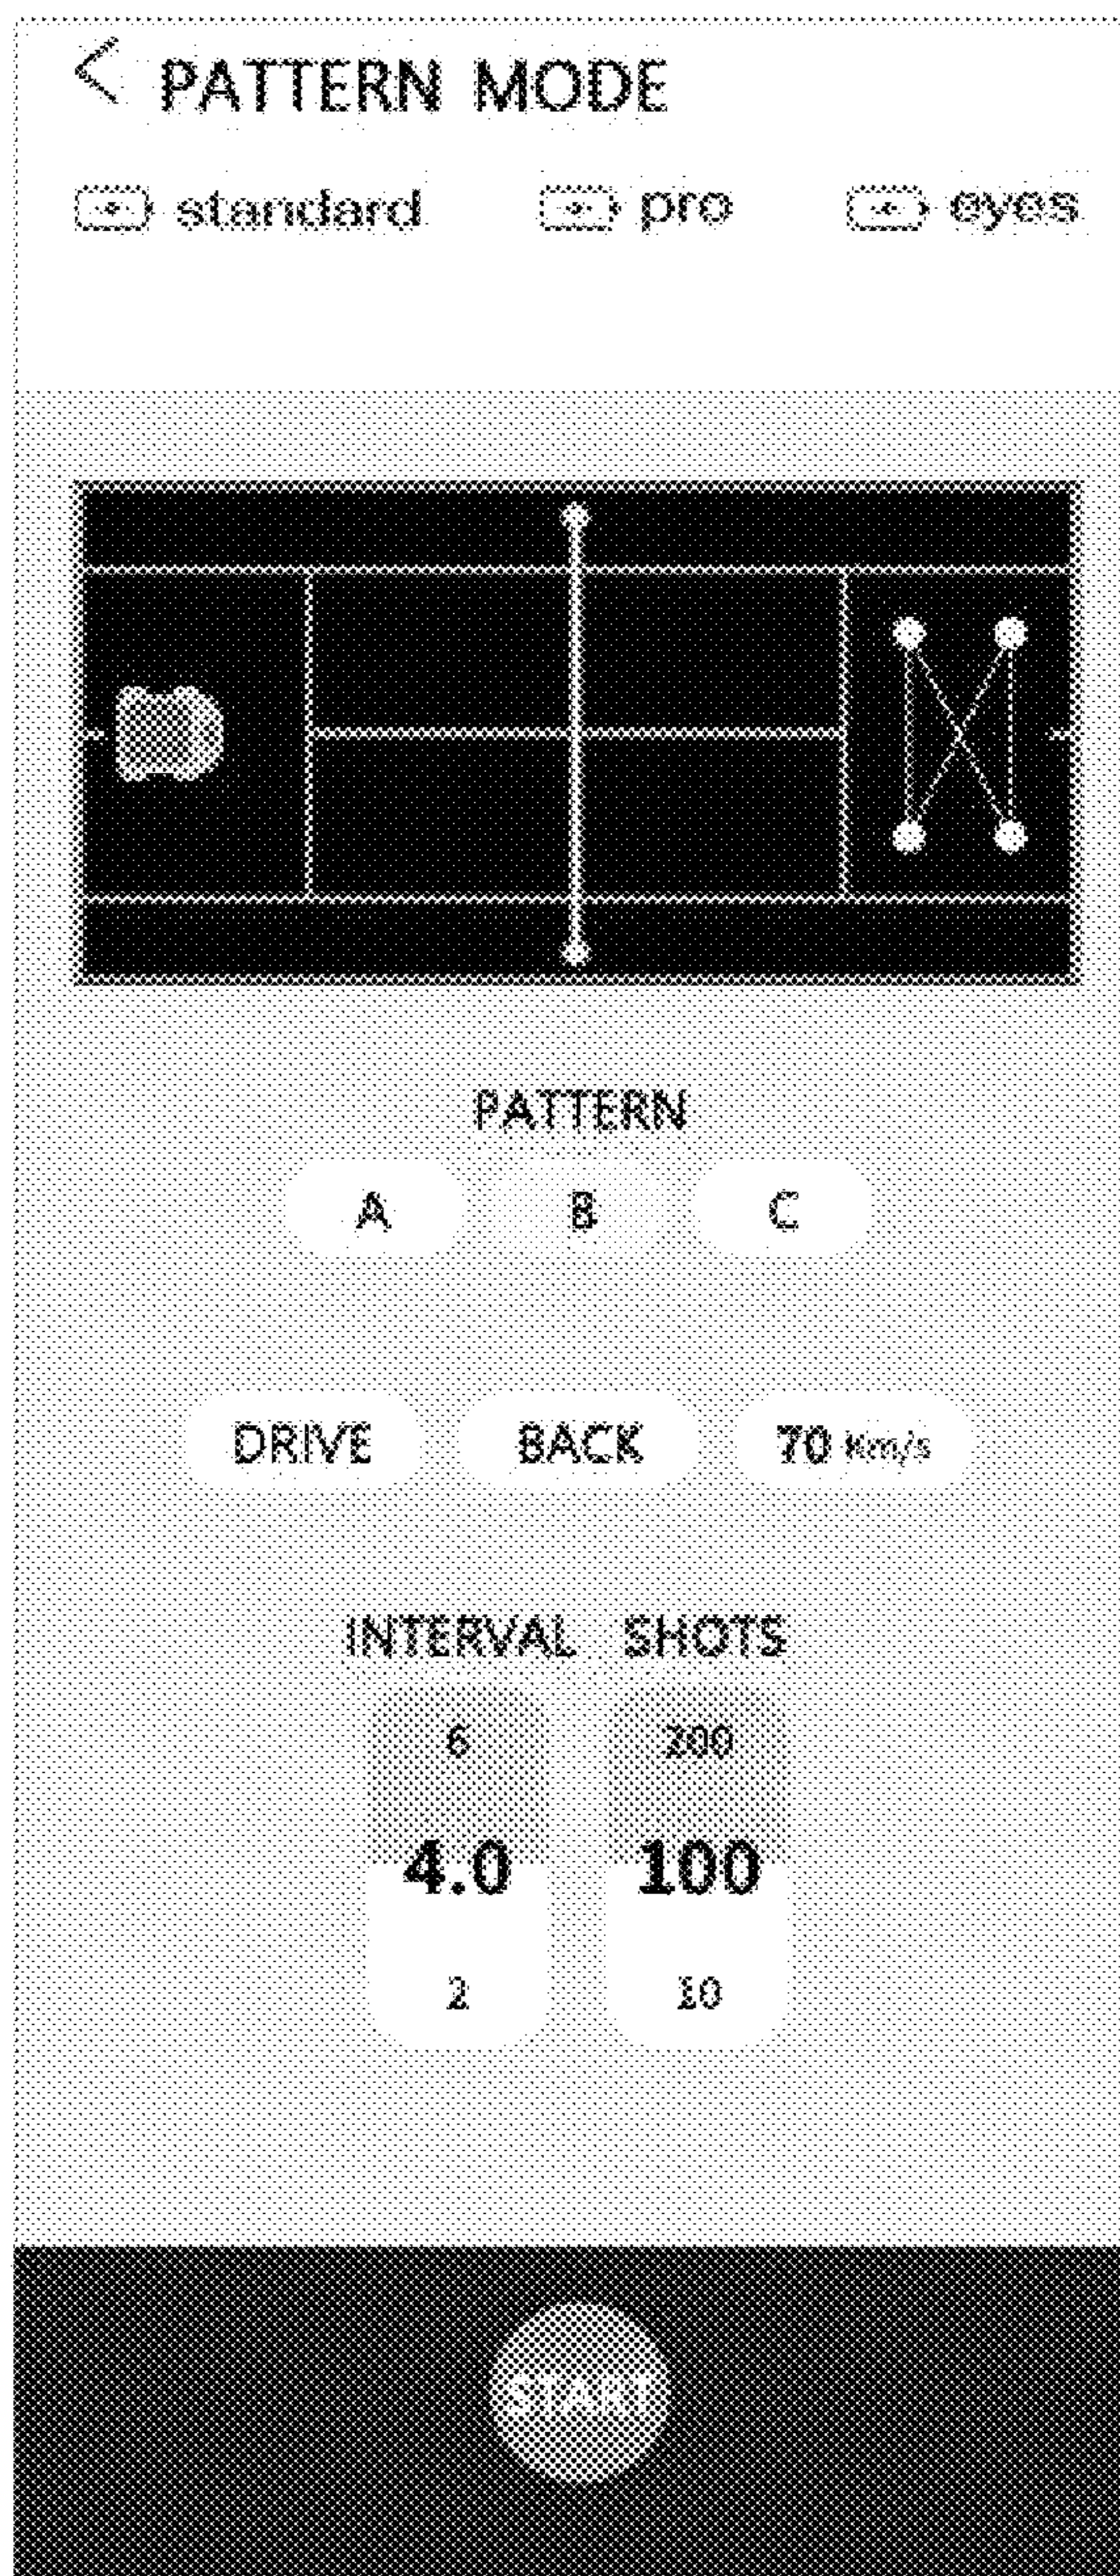 < PATTERN MODE
standard pro eyes
PATTERN
A B C
DRIVE BACK 70 Km/s
INTERVAL SHOTS
6 200
4.0 100
2 10
START